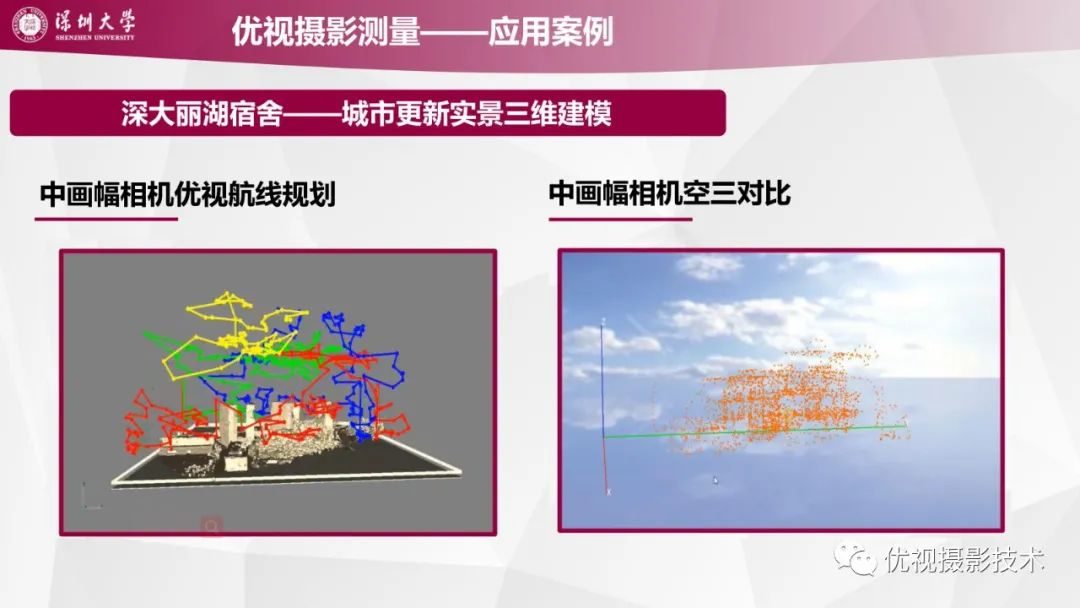 深圳大学
SHENZHEN UNIVERSITY
优视摄影测量——应用案例
深大丽湖宿舍——城市更新实景三维建模
中画幅相机优视航线规划
中画幅相机空三对比
X
优视摄影技术